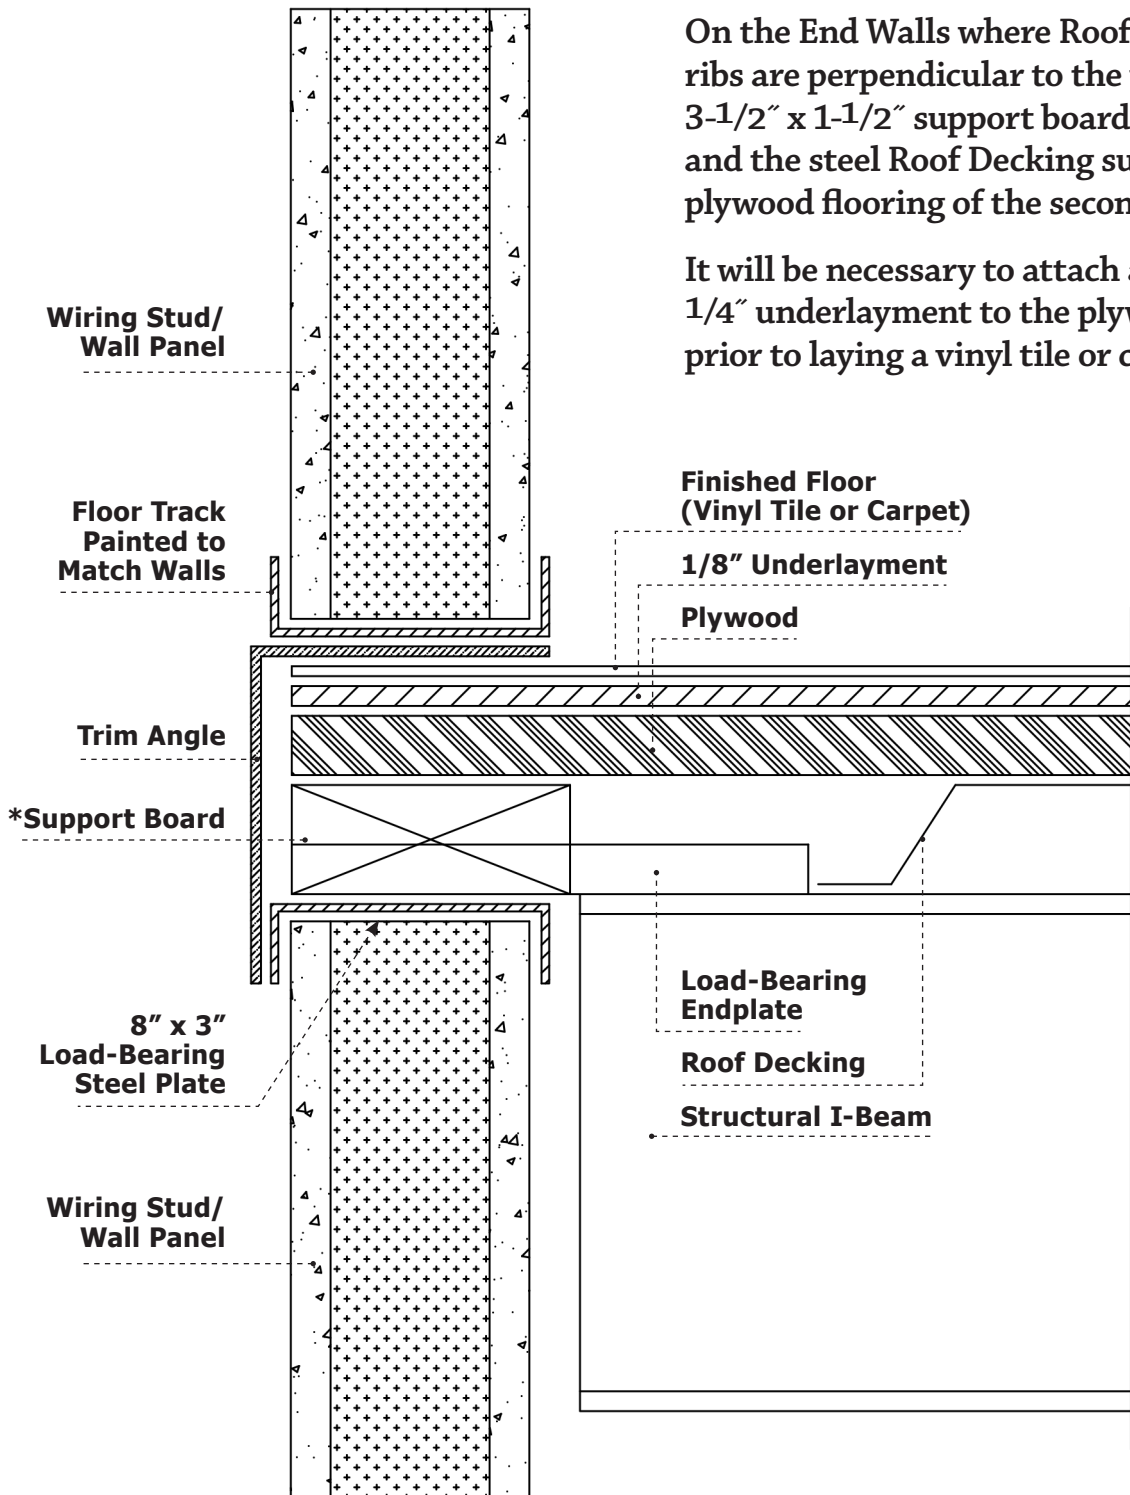 On the End Walls where Roof
ribs are perpendicular to the
3-1/2˝ x 1-1/2˝ support board
and the steel Roof Decking
plywood flooring of the
It will be necessary to attach
1/4˝ underlayment to the
prior to laying a vinyl tile or
Wiring Stud/
Wall Panel
Floor Track
Painted to
Match Walls
Finished Floor
(Vinyl Tile or Carpet)
1/8” Underlayment
Plywood
Trim Angle
*Support Board
8” x 3”
Load-Bearing
Steel Plate
Load-Bearing
Endplate
Roof Decking
Structural I-Beam
Wiring Stud/
Wall Panel